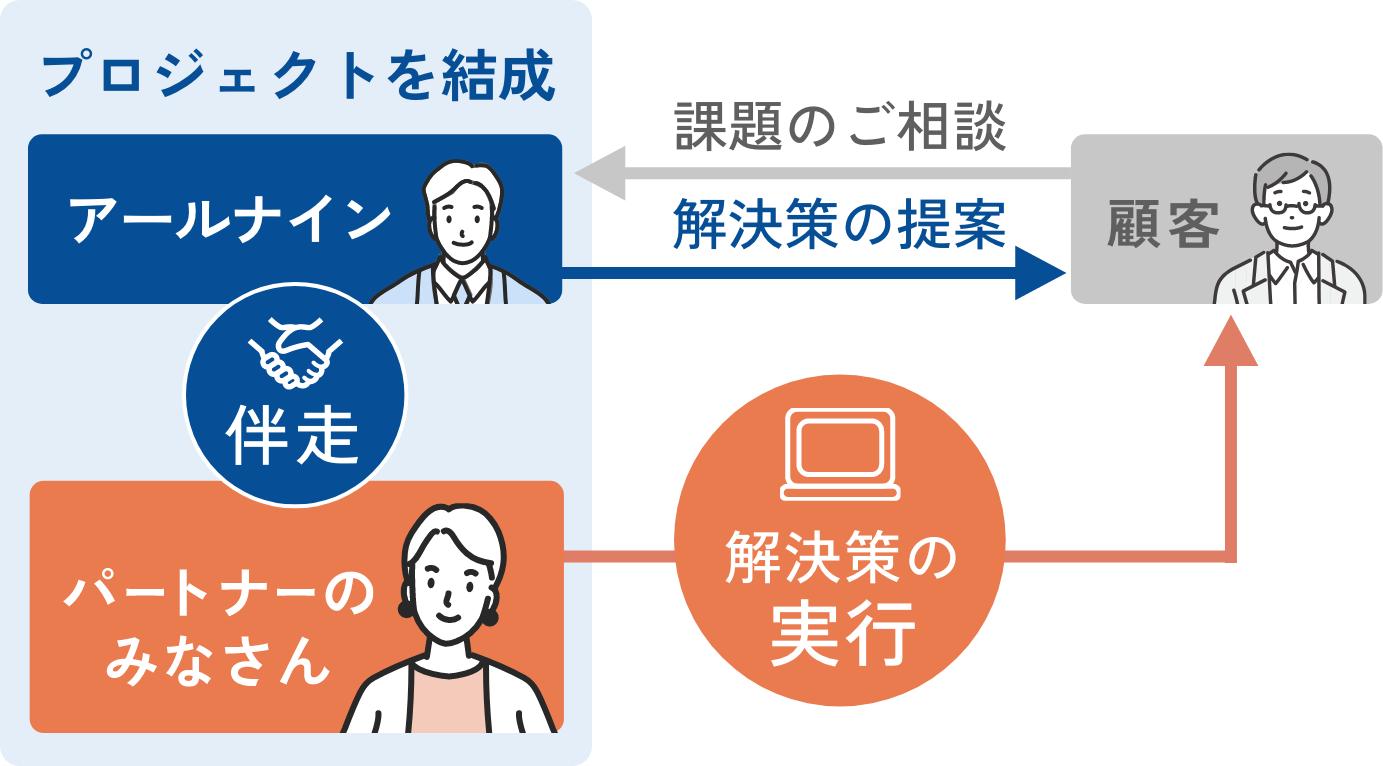 プロジェクトを結成
アールナイン
課題のご相談
解決策の提案
顧客
伴走
パートナーの
みなさん
解決策の
実行